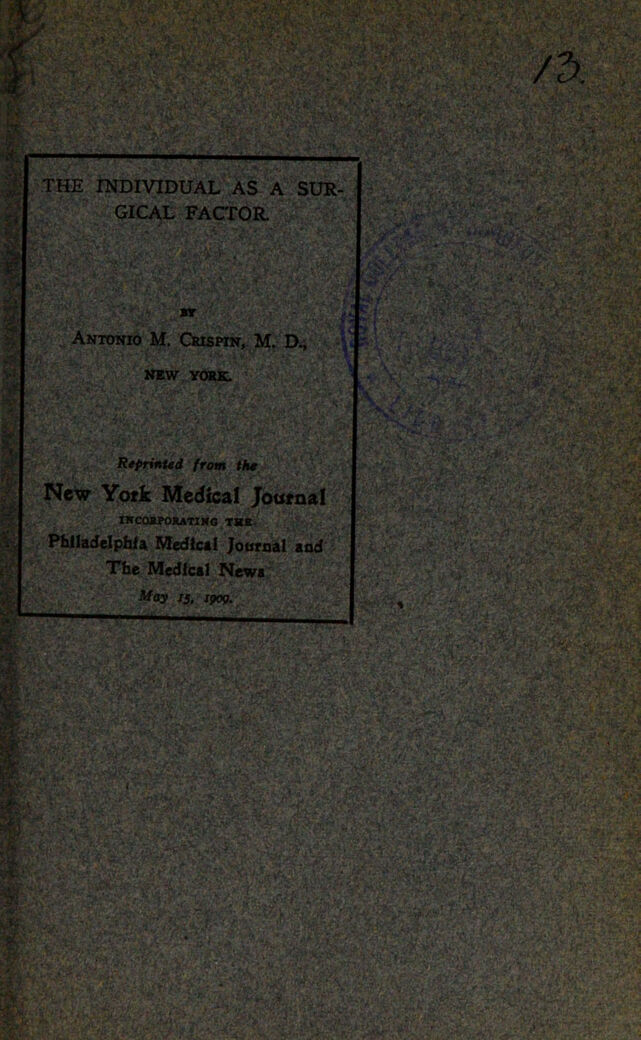 13.
THE INDIVIDUAL AS A SUR-
GICAL FACTOR.
BY
ANTONIO M. CRISPIN, M. D.,
NEW YORK.
Reprinted from the
New York Medical Journal
INCORPORATING THE
Philadelphia Medical Journal and
The Medical News
May 15, 1909.